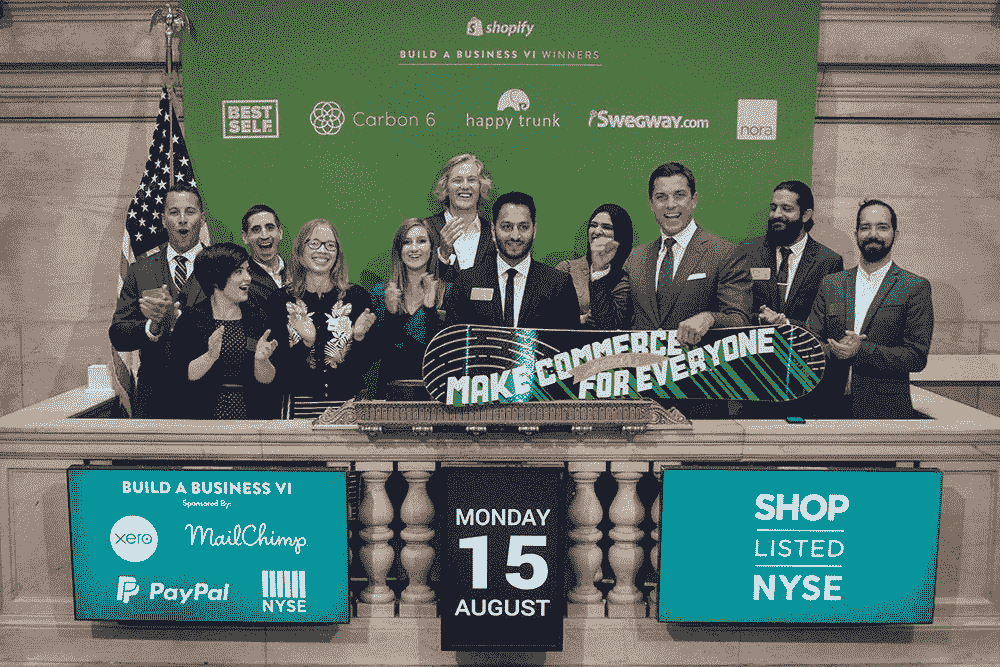 shopify
BUILD A BUSINESS VI WINNERS
BEST SELF
Carbon 6
happy trunk
iSwegway.com
nora
MAKE COMMERCE
FOR EVERYONE
BUILD A BUSINESS VI
Sponsored By:
xero
MailChimp
PayPal
NYSE
MONDAY
15
AUGUST
SHOP
LISTED
NYSE